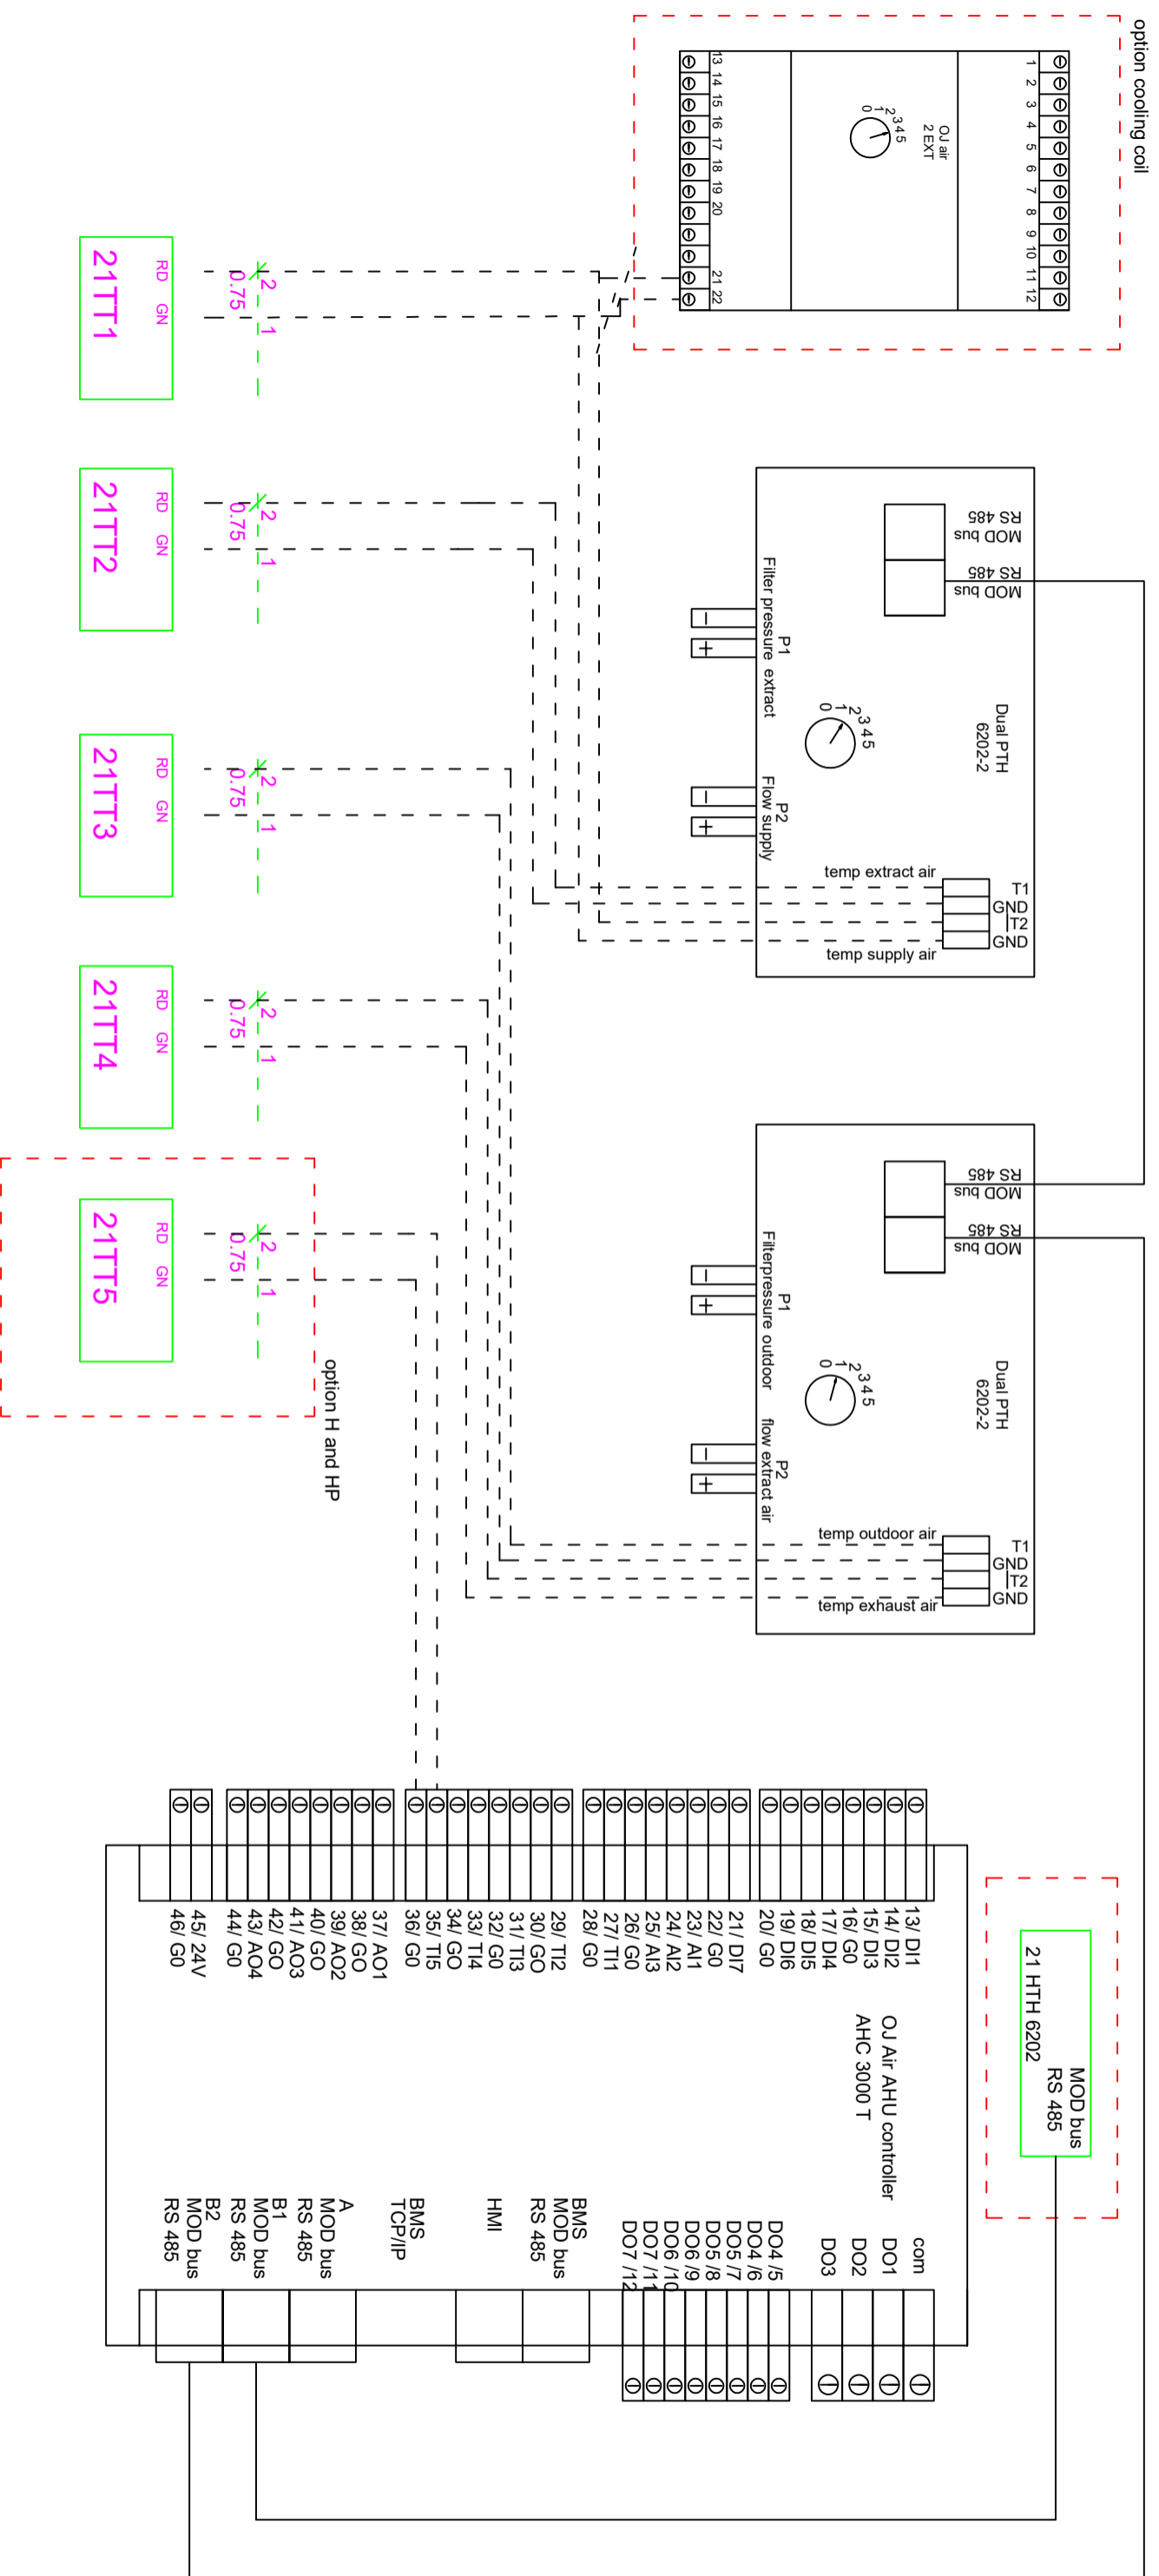 option cooling coil
1
2
3
4
5
6
7
8
9
10
11
12
OJ air
2 EXT
0 1 2 3 4 5
13
14
15
16
17
18
19
20
21
22
MOD bus
RS 485
MOD bus
RS 485
Dual PTH
6202-2
0 1 2 3 4 5
P1
Filter pressure extract
-
+
P2
Flow supply
-
+
T1
GND
T2
GND
temp extract air
temp supply air
MOD bus
RS 485
MOD bus
RS 485
Dual PTH
6202-2
0 1 2 3 4 5
P1
Filterpressure outdoor
-
+
P2
flow extract air
-
+
T1
GND
T2
GND
temp outdoor air
temp exhaust air
RD
GN
21TT1
2
1
0.75
RD
GN
21TT2
2
1
0.75
RD
GN
21TT3
2
1
0.75
RD
GN
21TT4
2
1
0.75
RD
GN
21TT5
2
1
0.75
option H and HP
MOD bus
RS 485
21 HTH 6202
13/ DI1
14/ DI2
15/ DI3
16/ G0
17/ DI4
18/ DI5
19/ DI6
20/ G0
21/ DI7
22/ G0
23/ AI1
24/ AI2
25/ AI3
26/ G0
27/ TI1
28/ G0
29/ TI2
30/ GO
31/ TI3
32/ G0
33/ TI4
34/ GO
35/ TI5
36/ G0
37/ AO1
38/ GO
39/ AO2
40/ GO
41/ AO3
42/ GO
43/ AO4
44/ G0
45/ 24V
46/ G0
OJ Air AHU controller
AHC 3000 T
com
DO1
DO2
DO3
DO4 /5
DO4 /6
DO5 /7
DO5 /8
DO6 /9
DO6 /10
DO7 /11
DO7 /12
BMS
MOD bus
RS 485
HMI
BMS
TCP/IP
A
MOD bus
RS 485
B1
MOD bus
RS 485
B2
MOD bus
RS 485